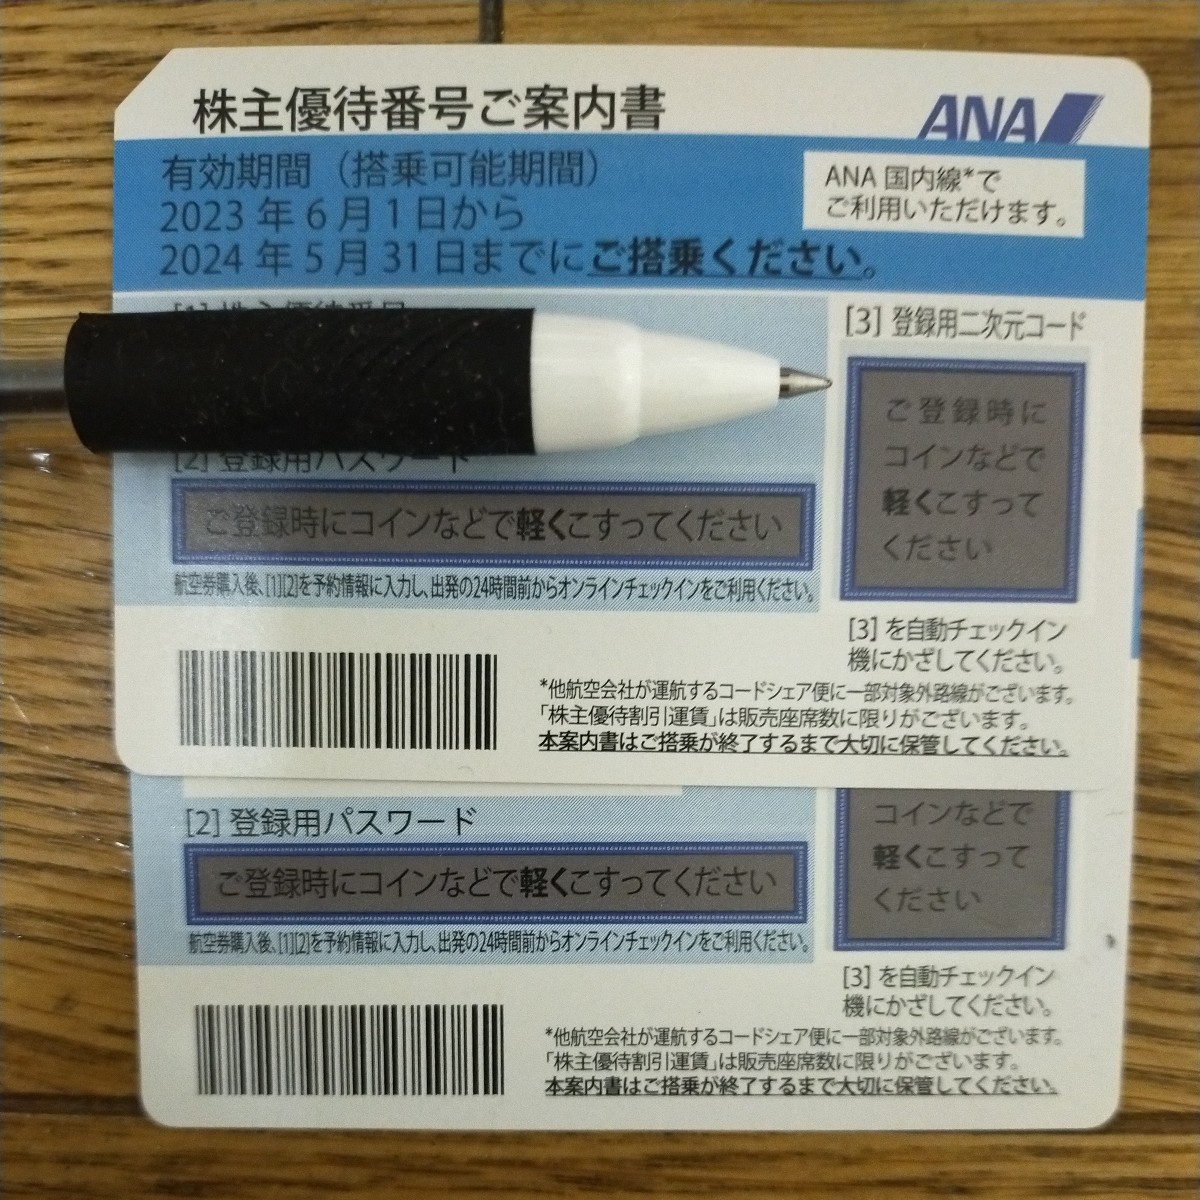 株主優待番号ご案内書
ANA
有効期間（搭乗可能期間）
2023年6月1日から
2024年5月31日までにご搭乗ください。
ANA国内線*で
ご利用いただけます。
[1] 株主優待番号
[2] 登録用パスワード
ご登録時にコインなどで軽くこすってください
航空券購入後、[1][2]を予約情報に入力し、出発の24時間前からオンラインチェックインをご利用ください。
[3] 登録用二次元コード
ご登録時に
コインなどで
軽くこすって
ください
[3] を自動チェックイン
機にかざしてください。
*他航空会社が運航するコードシェア便に一部対象外路線がございます。
「株主優待割引運賃」は販売座席数に限りがございます。
本案内書はご搭乗が終了するまで大切に保管してください。
[2] 登録用パスワード
ご登録時にコインなどで軽くこすってください
航空券購入後、[1][2]を予約情報に入力し、出発の24時間前からオンラインチェックインをご利用ください。
コインなどで
軽くこすって
ください
[3] を自動チェックイン
機にかざしてください。
*他航空会社が運航するコードシェア便に一部対象外路線がございます。
「株主優待割引運賃」は販売座席数に限りがございます。
本案内書はご搭乗が終了するまで大切に保管してください。